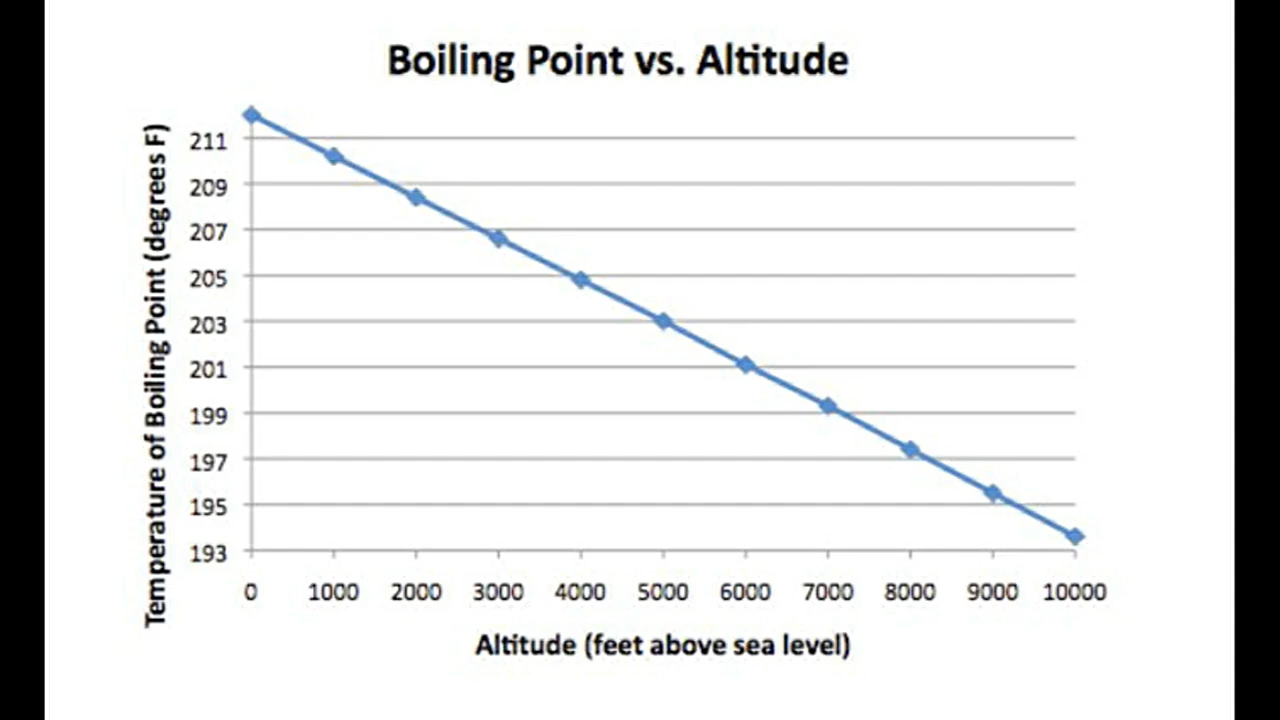 Boiling Point vs. Altitude
Temperature of Boiling Point (degrees F)
211
209
207
205
203
201
199
197
195
193
0 1000 2000 3000 4000 5000 6000 7000 8000 9000 10000
Altitude (feet above sea level)